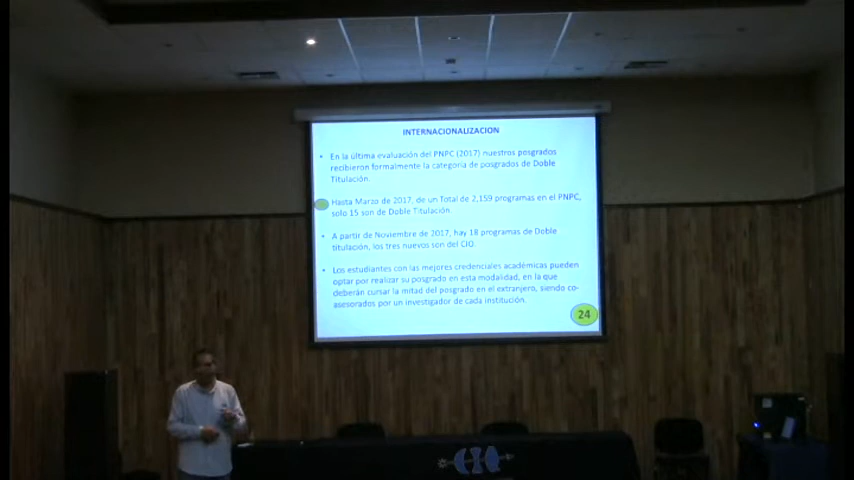 INTERNACIONALIZACION
• En la última evaluación del PNPC (2017) nuestros posgrados
recibieron formalmente la categoría de posgrados de Doble
Titulación.
Hasta Marzo de 2017, de un Total de 2,159 programas en el PNPC,
solo 15 son de Doble Titulación.
• A partir de Noviembre de 2017, hay 18 programas de Doble
titulación, los tres nuevos son del CIO.
• Los estudiantes con las mejores credenciales académicas pueden
optar por realizar su posgrado en esta modalidad, en la que
deberán cursar la mitad del posgrado en el extranjero, siendo co-
asesorados por un investigador de cada institución.
24
CIO